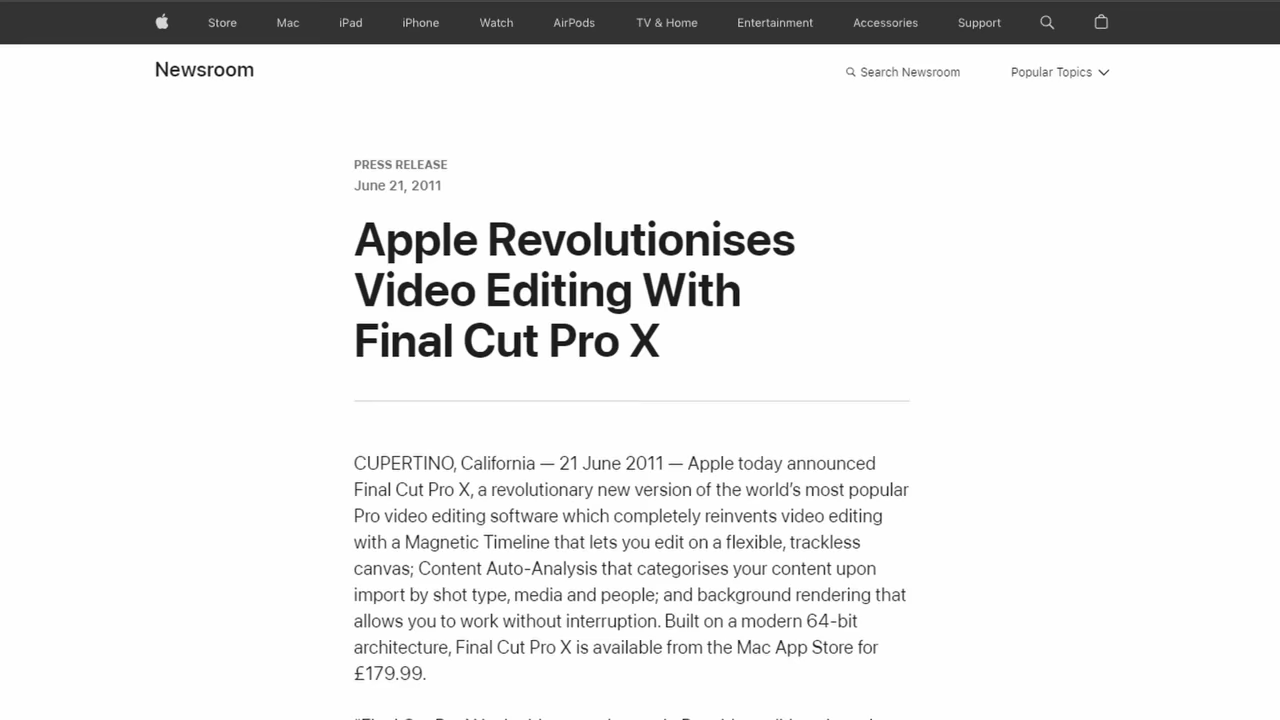 Store Mac iPad iPhone Watch AirPods TV & Home Entertainment Accessories Support
Newsroom
Search Newsroom Popular Topics
PRESS RELEASE
June 21, 2011
Apple Revolutionises
Video Editing With
Final Cut Pro X
CUPERTINO, California — 21 June 2011 — Apple today announced
Final Cut Pro X, a revolutionary new version of the world’s most popular
Pro video editing software which completely reinvents video editing
with a Magnetic Timeline that lets you edit on a flexible, trackless
canvas; Content Auto-Analysis that categorises your content upon
import by shot type, media and people; and background rendering that
allows you to work without interruption. Built on a modern 64-bit
architecture, Final Cut Pro X is available from the Mac App Store for
£179.99.